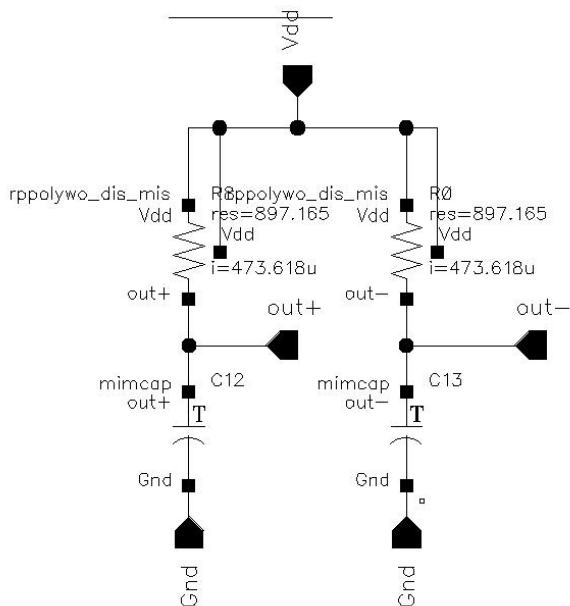 Vdd
rppolywo_dis_mis R8 rppolywo_dis_mis R0
Vdd res=897.165 Vdd res=897.165
Vdd Vdd
i=473.618u i=473.618u
out+ out-
out+ out-
mimcap C12 mimcap C13
out+ T out- T
Gnd Gnd
Gnd Gnd